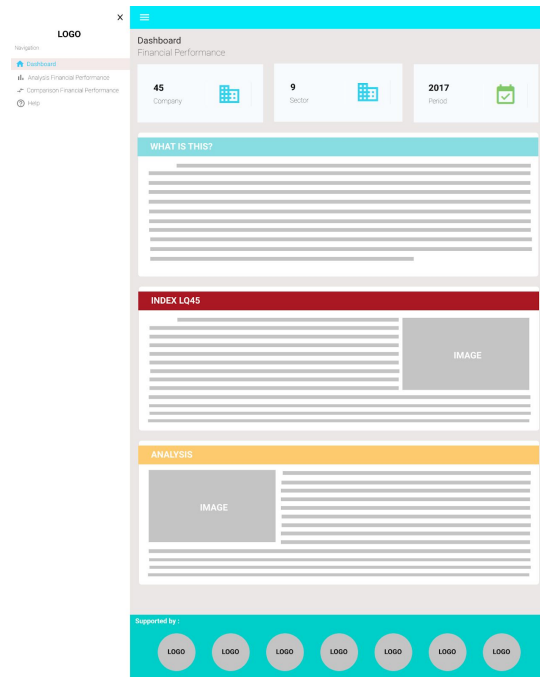 X
LOGO
Navigation
Dashboard
Analysis Financial Performance
Comparison Financial Performance
Help
Dashboard
Financial Performance
45
Company
9
Sector
2017
Period
WHAT IS THIS?
INDEX LQ45
IMAGE
ANALYSIS
IMAGE
Supported by :
LOGO LOGO LOGO LOGO LOGO LOGO LOGO